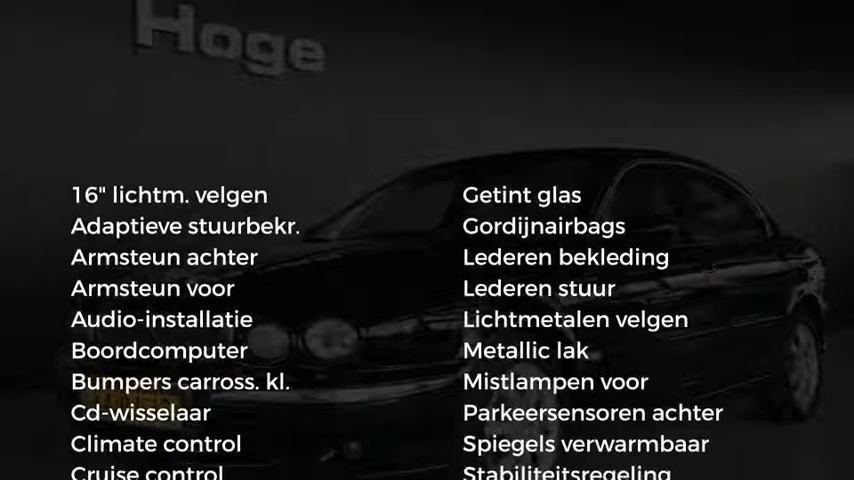 Hoge
16" lichtm. velgen
Adaptieve stuurbekr.
Armsteun achter
Armsteun voor
Audio-installatie
Boordcomputer
Bumpers carross. kl.
Cd-wisselaar
Climate control
Cruise control
Getint glas
Gordijnairbags
Lederen bekleding
Lederen stuur
Lichtmetalen velgen
Metallic lak
Mistlampen voor
Parkeersensoren achter
Spiegels verwarmbaar
Stabiliteitsregeling